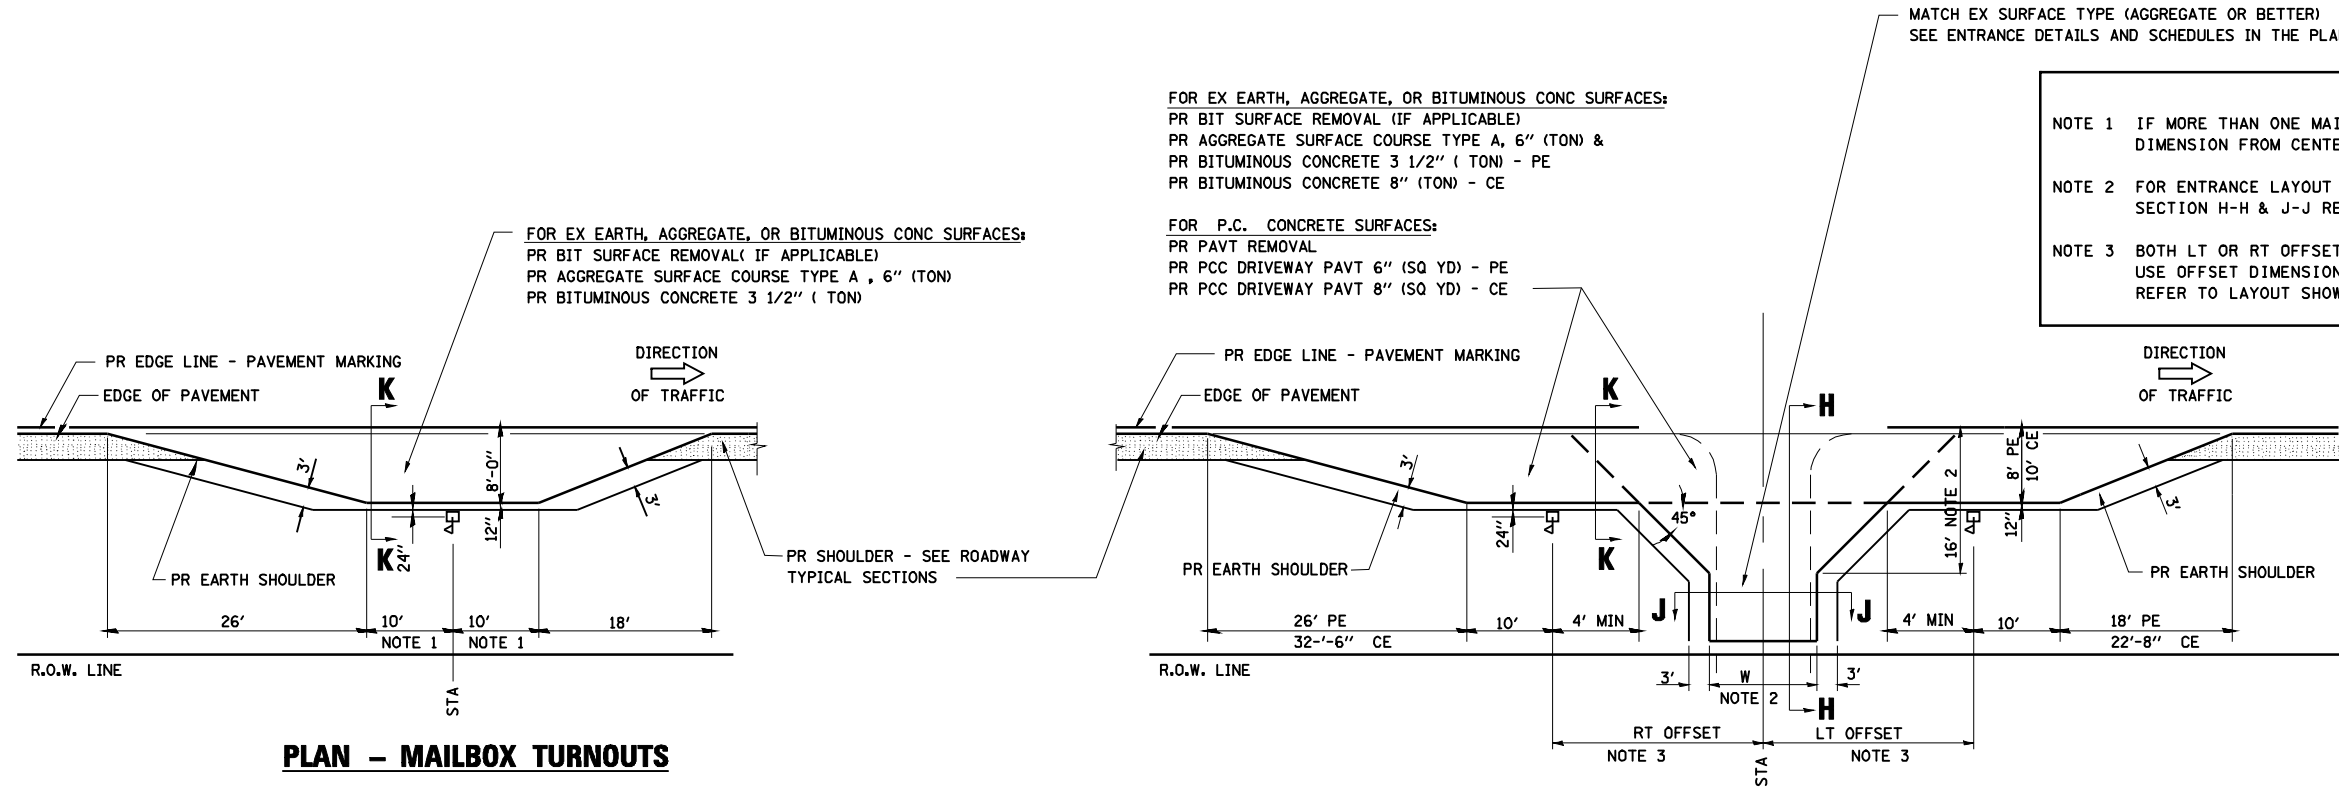 MATCH EX SURFACE TYPE (AGGREGATE OR BETTER)
SEE ENTRANCE DETAILS AND SCHEDULES IN THE
FOR EX EARTH, AGGREGATE, OR BITUMINOUS CONC SURFACES:
PR BIT SURFACE REMOVAL (IF APPLICABLE)
PR AGGREGATE SURFACE COURSE TYPE A, 6" (TON) &
PR BITUMINOUS CONCRETE 3 1/2" ( TON) - PE
PR BITUMINOUS CONCRETE 8" (TON) - CE
FOR P.C. CONCRETE SURFACES:
PR PAVT REMOVAL
PR PCC DRIVEWAY PAVT 6" (SQ YD) - PE
PR PCC DRIVEWAY PAVT 8" (SQ YD) - CE
NOTE 1 IF MORE THAN ONE
DIMENSION FROM
NOTE 2 FOR ENTRANCE LAYOUT
SECTION H-H & J-J
NOTE 3 BOTH LT OR RT OFFSET
USE OFFSET DIMENSION
REFER TO LAYOUT
FOR EX EARTH, AGGREGATE, OR BITUMINOUS CONC SURFACES:
PR BIT SURFACE REMOVAL( IF APPLICABLE)
PR AGGREGATE SURFACE COURSE TYPE A , 6" (TON)
PR BITUMINOUS CONCRETE 3 1/2" ( TON)
PR EDGE LINE - PAVEMENT MARKING
EDGE OF PAVEMENT
K
DIRECTION
OF TRAFFIC
3'
8'-0"
3'
24"
12"
K
PR EARTH SHOULDER
PR SHOULDER - SEE ROADWAY
TYPICAL SECTIONS
26'
10'
10'
18'
NOTE 1
NOTE 1
R.O.W. LINE
STA
PLAN - MAILBOX TURNOUTS
PR EDGE LINE - PAVEMENT MARKING
EDGE OF PAVEMENT
K
H
DIRECTION
OF TRAFFIC
3'
45°
16' NOTE 2
8' PE
10' CE
3'
24"
12"
K
PR EARTH SHOULDER
PR EARTH SHOULDER
J
J
26' PE
32-'-6" CE
10'
4' MIN
4' MIN
10'
18' PE
22'-8" CE
R.O.W. LINE
3'
W
3'
NOTE 2
H
RT OFFSET
LT OFFSET
NOTE 3
NOTE 3
STA